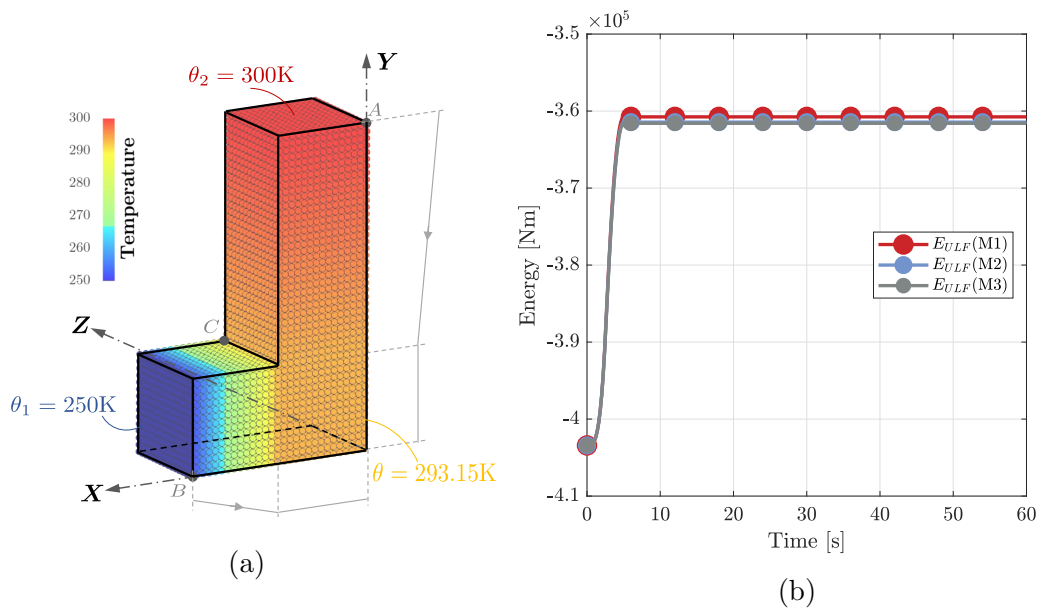 θ₂ = 300K
Y
A
300
290
280
270
260
250
Temperature
Z
C
θ₁ = 250K
θ = 293.15K
X
B
(a)
×10⁵
-3.5
-3.6
-3.7
-3.8
-3.9
-4
-4.1
Energy [Nm]
E_ULF(M1)
E_ULF(M2)
E_ULF(M3)
0 10 20 30 40 50 60
Time [s]
(b)